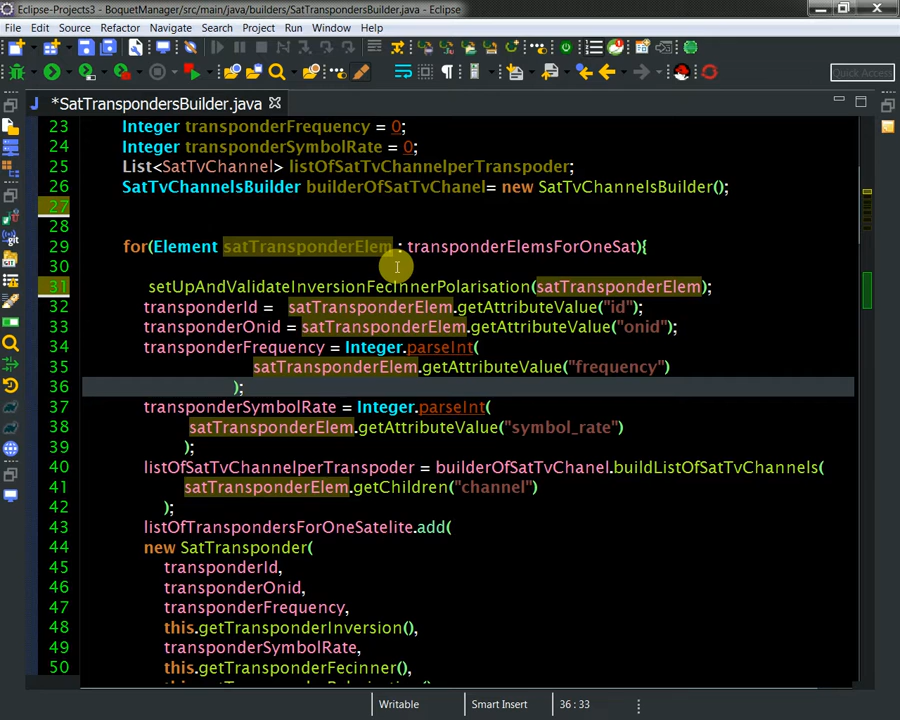 Eclipse-Projects3 - BoquetManager/src/main/java/builders/SatTranspondersBuilder.java - Eclipse
File Edit Source Refactor Navigate Search Project Run Window Help
Quick Access
*SatTranspondersBuilder.java
23 Integer transponderFrequency = 0;
24 Integer transponderSymbolRate = 0;
25 List<SatTvChannel> listOfSatTvChannelperTranspoder;
26 SatTvChannelsBuilder builderOfSatTvChanel= new SatTvChannelsBuilder();
27
28
29 for(Element satTransponderElem : transponderElemsForOneSat){
30
31 setUpAndValidateInversionFecInnerPolarisation(satTransponderElem);
32 transponderId = satTransponderElem.getAttributeValue("id");
33 transponderOnid = satTransponderElem.getAttributeValue("onid");
34 transponderFrequency = Integer.parseInt(
35 satTransponderElem.getAttributeValue("frequency")
36 );
37 transponderSymbolRate = Integer.parseInt(
38 satTransponderElem.getAttributeValue("symbol_rate")
39 );
40 listOfSatTvChannelperTranspoder = builderOfSatTvChanel.buildListOfSatTvChannels(
41 satTransponderElem.getChildren("channel")
42 );
43 listOfTranspondersForOneSatelite.add(
44 new SatTransponder(
45 transponderId,
46 transponderOnid,
47 transponderFrequency,
48 this.getTransponderInversion(),
49 transponderSymbolRate,
50 this.getTransponderFecinner(),
Writable Smart Insert 36 : 33